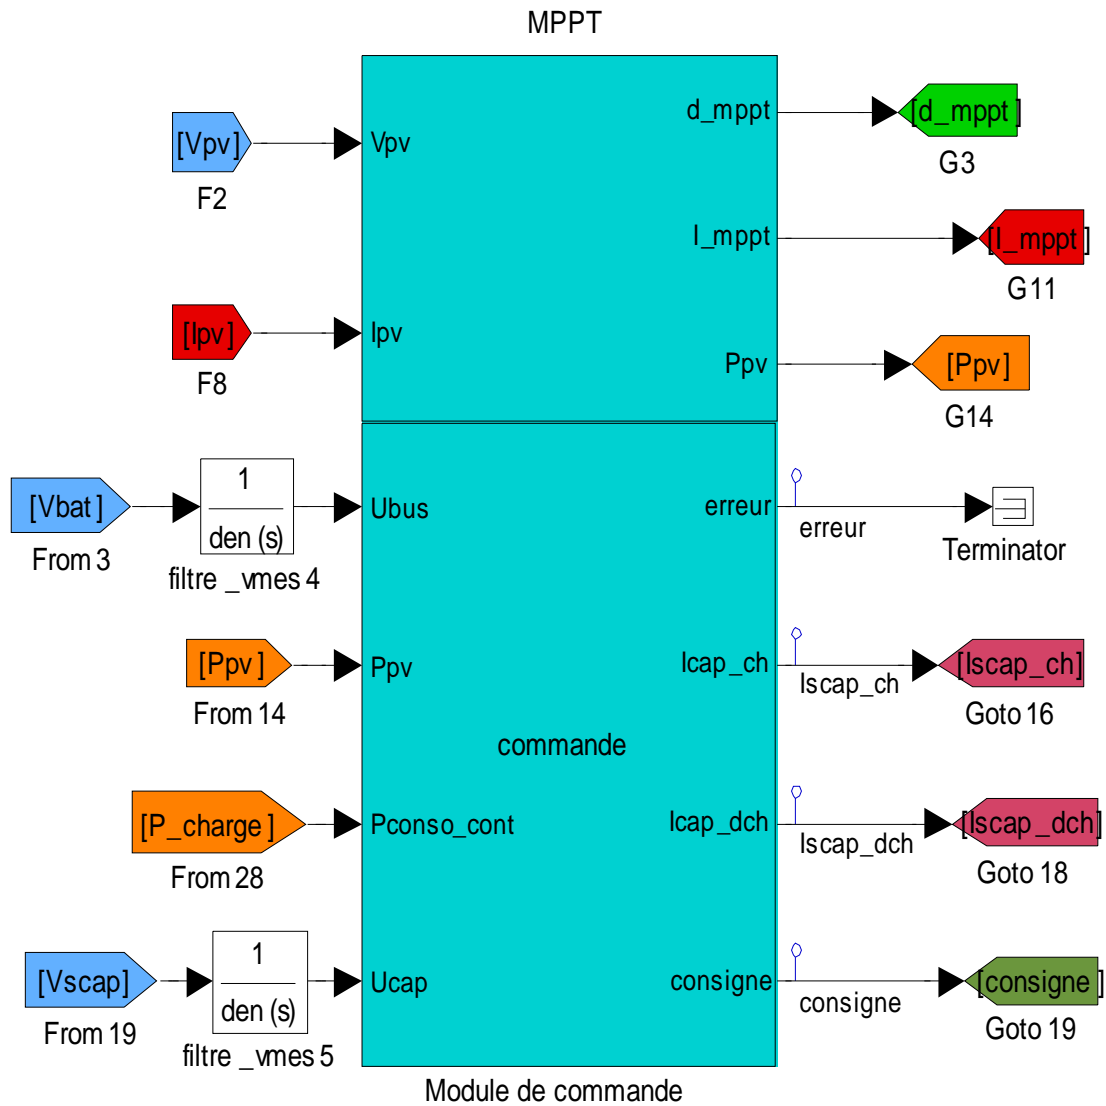 MPPT
[Vpv]
F2
Vpv
d_mppt
[d_mppt]
G3
I_mppt
[I_mppt]
G11
[Ipv]
F8
Ipv
Ppv
[Ppv]
G14
[Vbat]
From 3
1
den (s)
filtre _vmes 4
Ubus
erreur
erreur
Terminator
[Ppv]
From 14
Ppv
Icap_ch
Iscap_ch
[Iscap_ch]
Goto 16
commande
[P_charge]
From 28
Pconso_cont
Icap_dch
Iscap_dch
[Iscap_dch]
Goto 18
[Vscap]
From 19
1
den (s)
filtre _vmes 5
Ucap
consigne
consigne
[consigne]
Goto 19
Module de commande